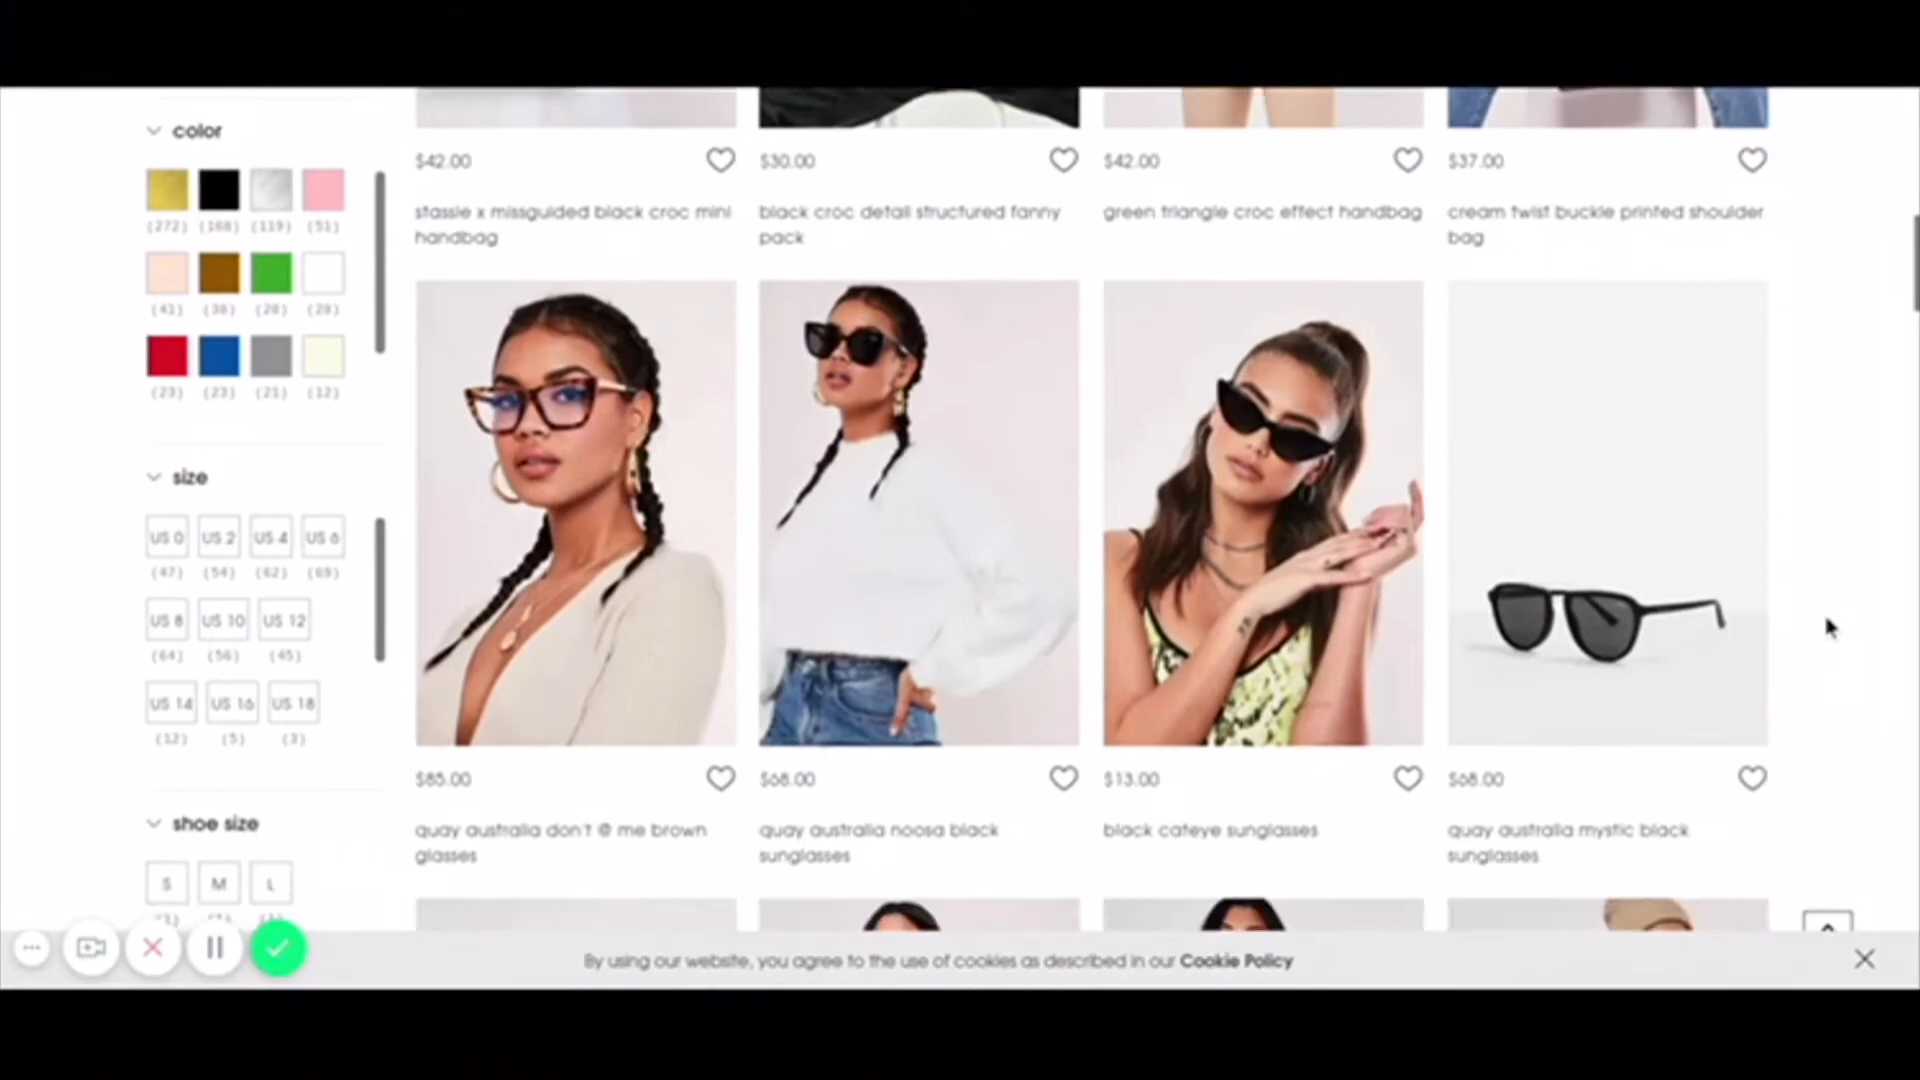 color
(272) (168) (119) (51)
(41) (38) (28) (28)
(23) (23) (21) (12)
size
US 0 US 2 US 4 US 6
(47) (54) (62) (69)
US 8 US 10 US 12
(64) (56) (45)
US 14 US 16 US 18
(12) (5) (3)
shoe size
S M L
$42.00
stassie x missguided black croc mini
handbag
$30.00
black croc detail structured fanny
pack
$42.00
green triangle croc effect handbag
$37.00
cream twist buckle printed shoulder
bag
$85.00
quay australia don't @ me brown
glasses
$68.00
quay australia noosa black
sunglasses
$13.00
black cateye sunglasses
$68.00
quay australia mystic black
sunglasses
By using our website, you agree to the use of cookies as described in our Cookie Policy